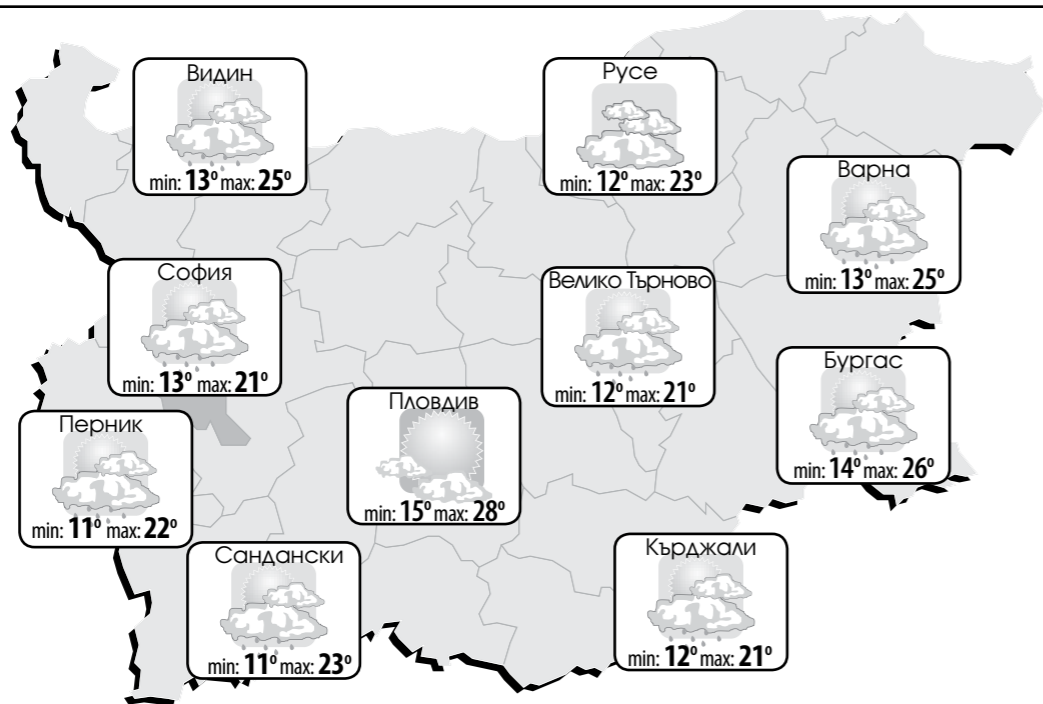 Видин
min: 13° max: 25°
Русе
min: 12° max: 23°
Варна
min: 13° max: 25°
София
min: 13° max: 21°
Велико Търново
min: 12° max: 21°
Бургас
min: 14° max: 26°
Пловдив
min: 15° max: 28°
Перник
min: 11° max: 22°
Сандански
min: 11° max: 23°
Кърджали
min: 12° max: 21°